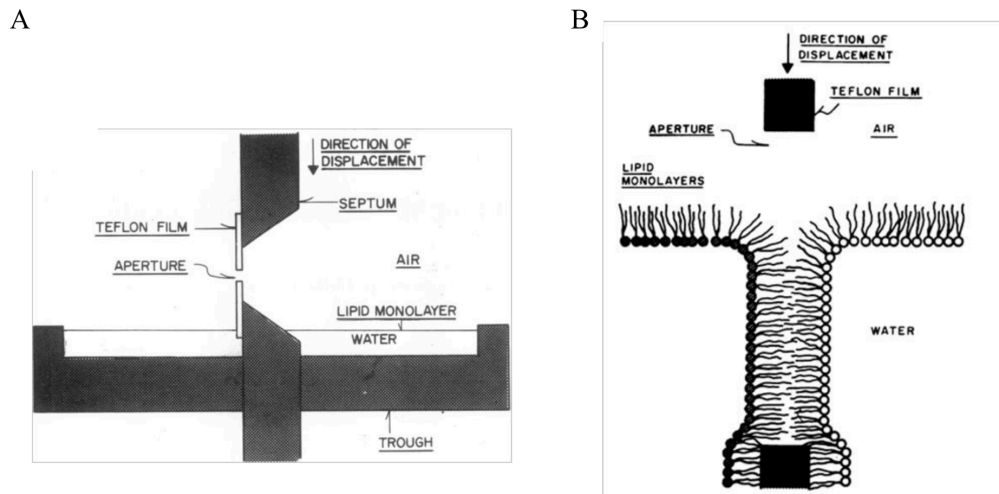 A
DIRECTION OF
DISPLACEMENT
SEPTUM
TEFLON FILM
APERTURE
AIR
LIPID MONOLAYER
WATER
TROUGH
B
DIRECTION OF
DISPLACEMENT
TEFLON FILM
APERTURE
AIR
LIPID
MONOLAYERS
WATER